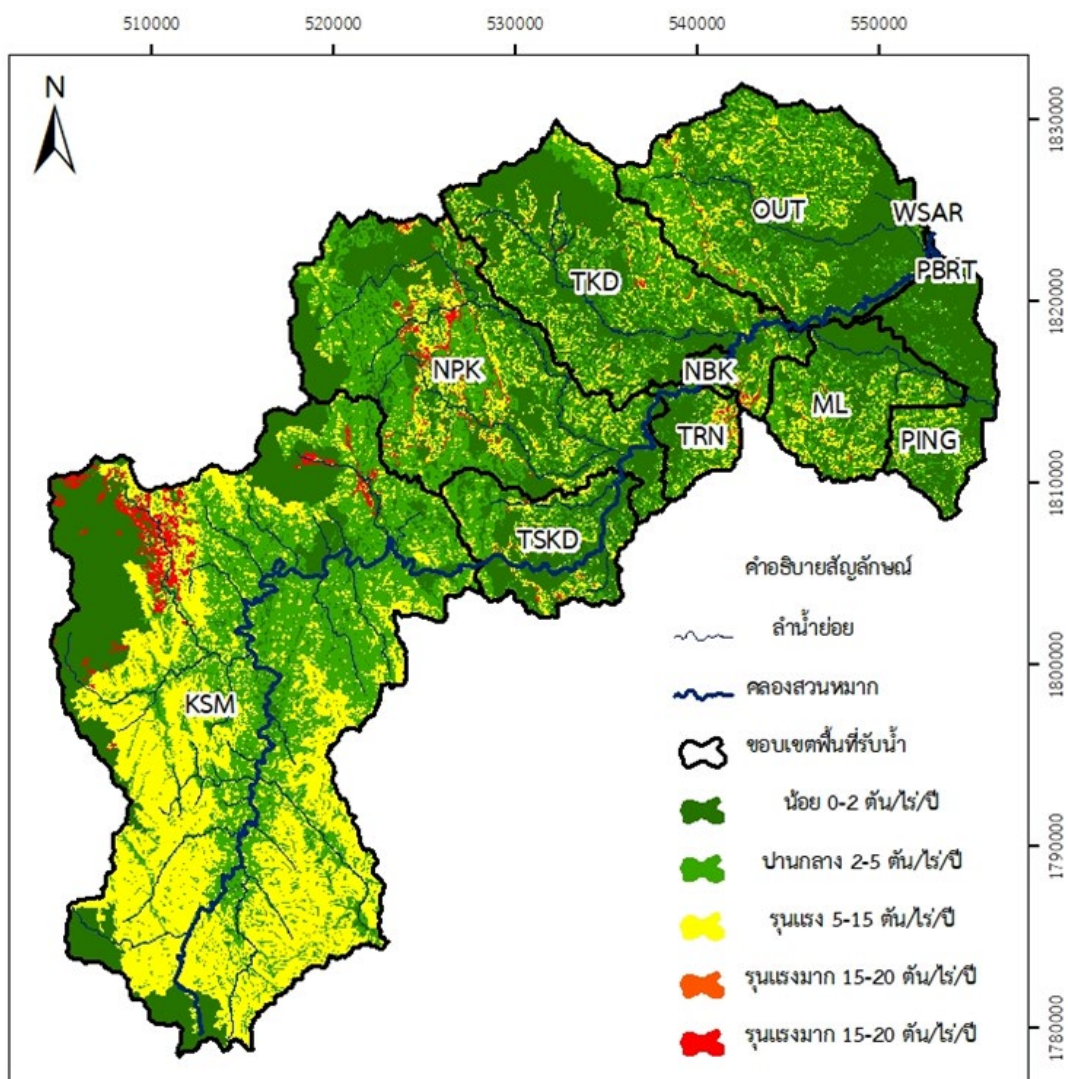 510000 520000 530000 540000 550000
N
1830000
OUT
WSAR
PBRT
TKD
1820000
NPK
NBK
ML
TRN
PING
1810000
TSKD
คำอธิบายสัญลักษณ์
ลำน้ำย่อย
1800000
KSM
คลองสวนหมาก
ขอบเขตพื้นที่รับน้ำ
น้อย 0-2 ตัน/ไร่/ปี
1790000
ปานกลาง 2-5 ตัน/ไร่/ปี
รุนแรง 5-15 ตัน/ไร่/ปี
รุนแรงมาก 15-20 ตัน/ไร่/ปี
1780000
รุนแรงมาก 15-20 ตัน/ไร่/ปี